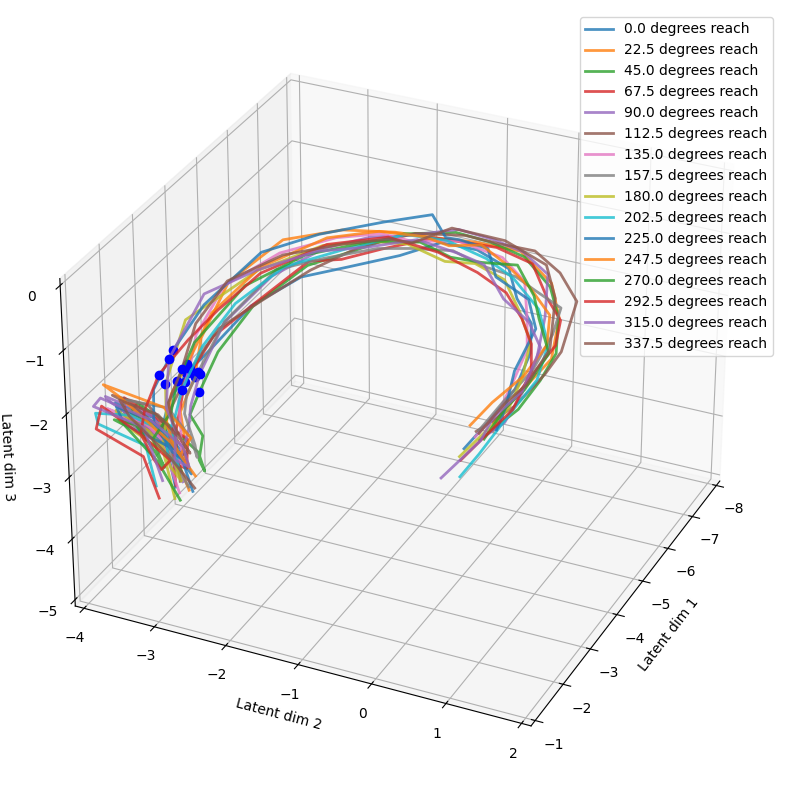 0.0 degrees reach
22.5 degrees reach
45.0 degrees reach
67.5 degrees reach
90.0 degrees reach
112.5 degrees reach
135.0 degrees reach
157.5 degrees reach
180.0 degrees reach
202.5 degrees reach
225.0 degrees reach
247.5 degrees reach
270.0 degrees reach
292.5 degrees reach
315.0 degrees reach
337.5 degrees reach
0
−1
−2
−3
−4
−5
Latent dim 3
−4
−3
−2
−1
0
1
2
Latent dim 2
−8
−7
−6
−5
−4
−3
−2
−1
Latent dim 1